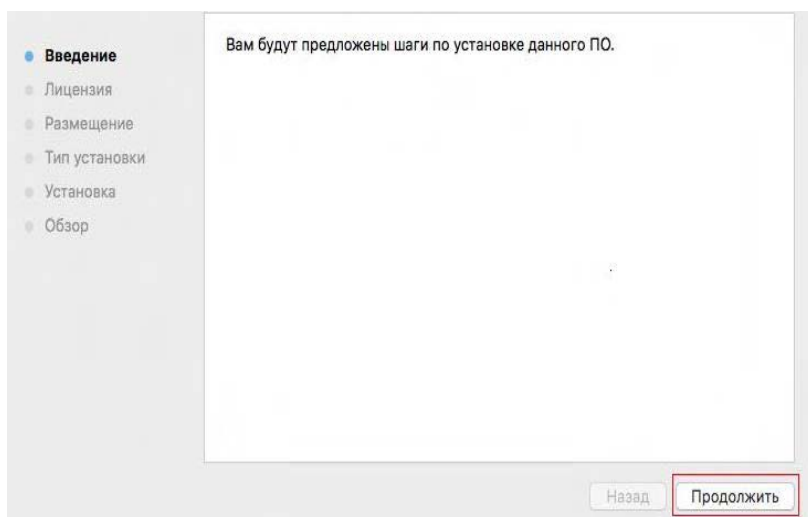 Введение
Лицензия
Размещение
Тип установки
Установка
Обзор
Вам будут предложены шаги по установке данного ПО.
Назад
Продолжить